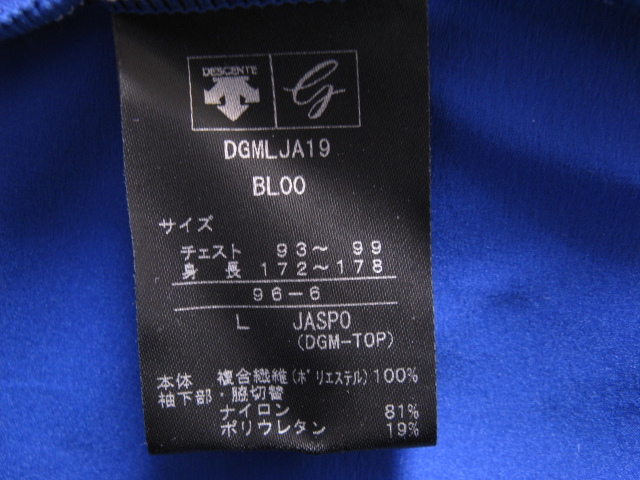 DESCENTE G
DGMLJA19
BL00
サイズ
チェスト 93～ 99
身 長 172～178
96-6
L JASPO
(DGM-TOP)
本体 複合繊維(ポリエステル) 100%
袖下部・脇切替
ナイロン 81%
ポリウレタン 19%